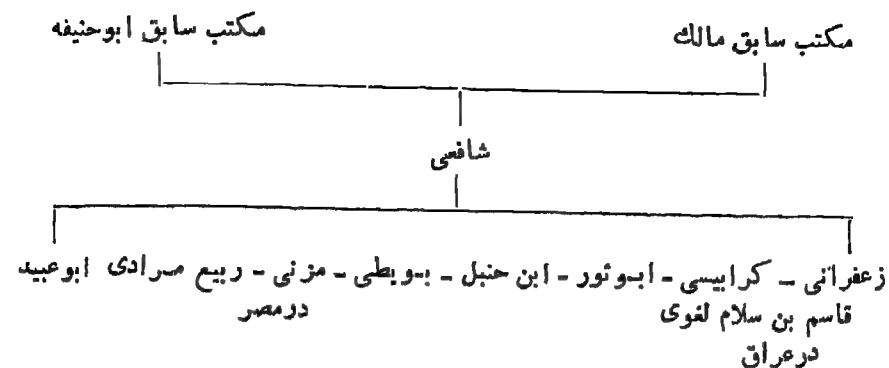 مکتب سابق مالك مکتب سابق ابوحنیفه
شافعی
زعفرانی - کرابیسی - ابوثور - ابن حنبل - بویطی - مزنی - ربیع مرادی ابوعبید
قاسم بن سلام لغوی درمصر
درعراق